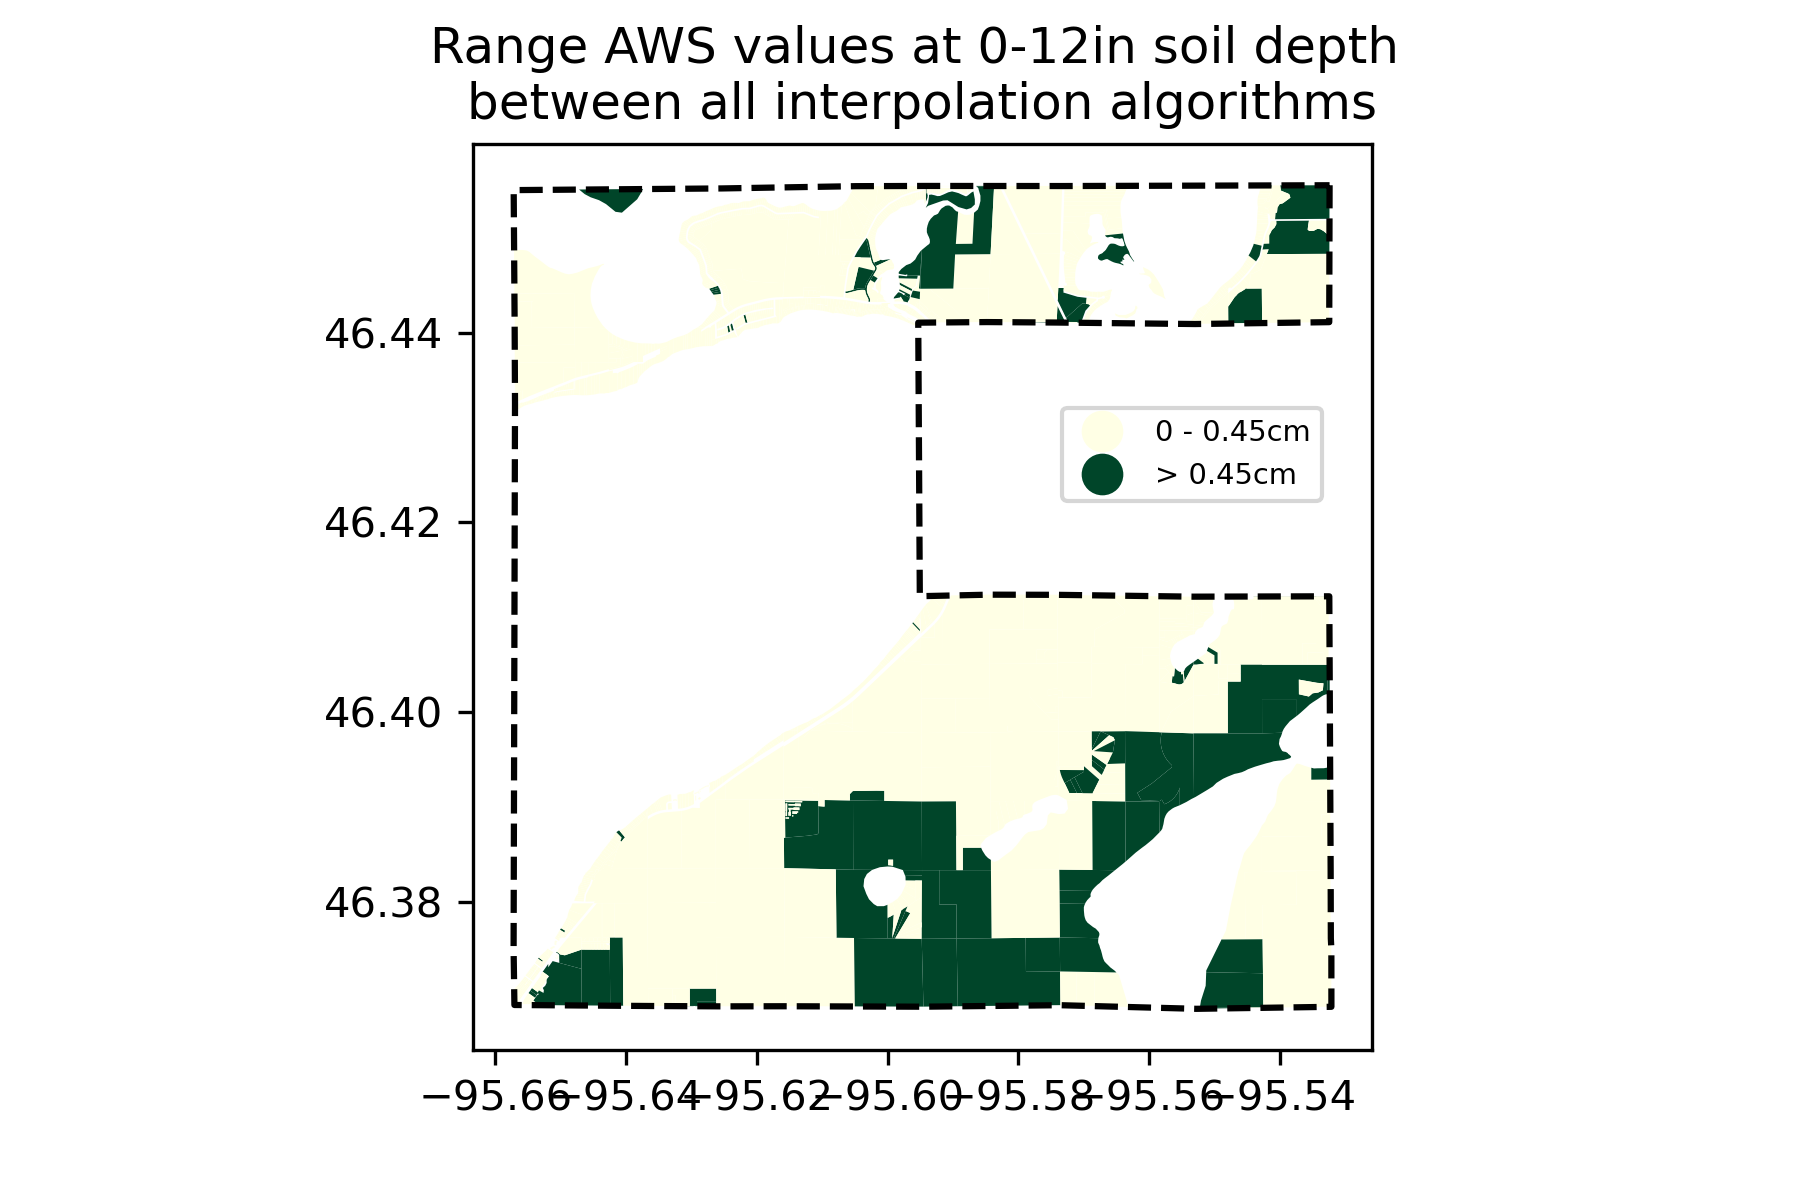 Range AWS values at 0-12in soil depth
between all interpolation algorithms
46.44
0 - 0.45cm
> 0.45cm
46.42
46.40
46.38
−95.66 −95.64 −95.62 −95.60 −95.58 −95.56 −95.54